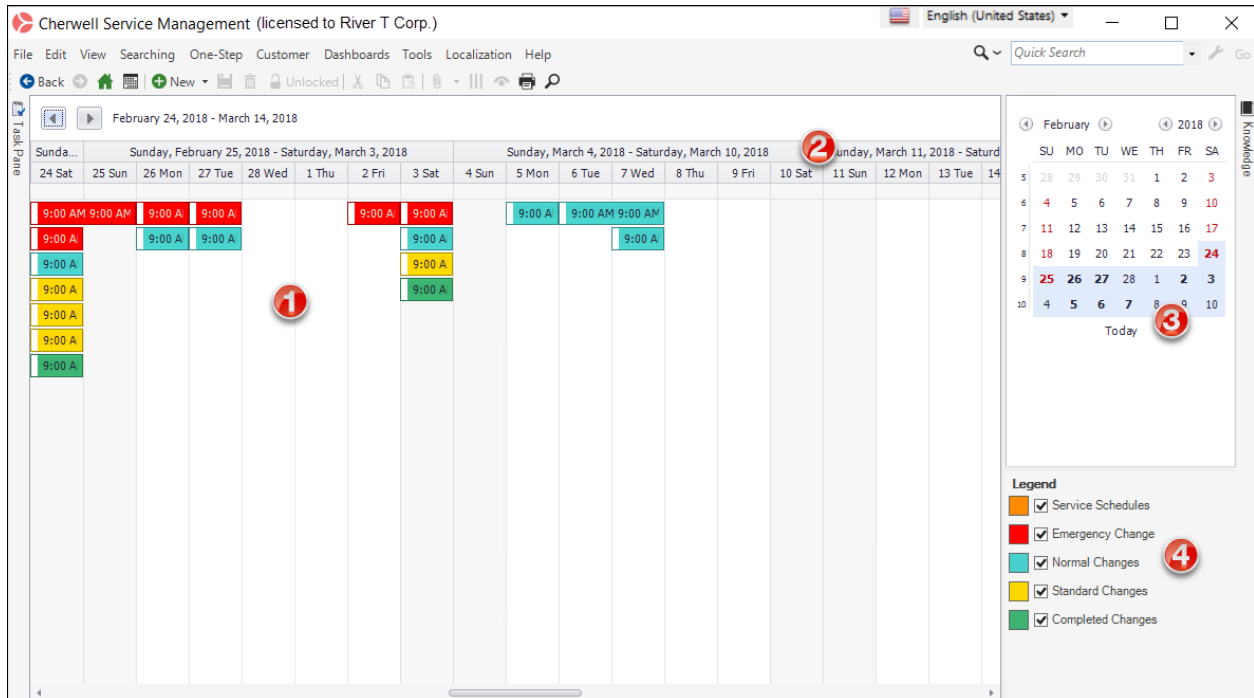 Cherwell Service Management (licensed to River T Corp.) English (United States)
File Edit View Searching One-Step Customer Dashboards Tools Localization Help Quick Search Go
Back New Unlocked
Task Pane
Knowledge
February 24, 2018 - March 14, 2018
Sunda... Sunday, February 25, 2018 - Saturday, March 3, 2018 Sunday, March 4, 2018 - Saturday, March 10, 2018 2 unday, March 11, 2018 - Saturd
24 Sat 25 Sun 26 Mon 27 Tue 28 Wed 1 Thu 2 Fri 3 Sat 4 Sun 5 Mon 6 Tue 7 Wed 8 Thu 9 Fri 10 Sat 11 Sun 12 Mon 13 Tue 14
9:00 AM 9:00 AM 9:00 A 9:00 A 9:00 A 9:00 A 9:00 A 9:00 AM 9:00 AM
9:00 A 9:00 A 9:00 A 9:00 A 9:00 A
9:00 A 9:00 A
9:00 A 9:00 A
9:00 A
9:00 A
9:00 A
1
February 2018
SU MO TU WE TH FR SA
5 28 29 30 31 1 2 3
6 4 5 6 7 8 9 10
7 11 12 13 14 15 16 17
8 18 19 20 21 22 23 24
9 25 26 27 28 1 2 3
10 4 5 6 7 8 9 10
Today
3
Legend
Service Schedules
Emergency Change
Normal Changes
4
Standard Changes
Completed Changes